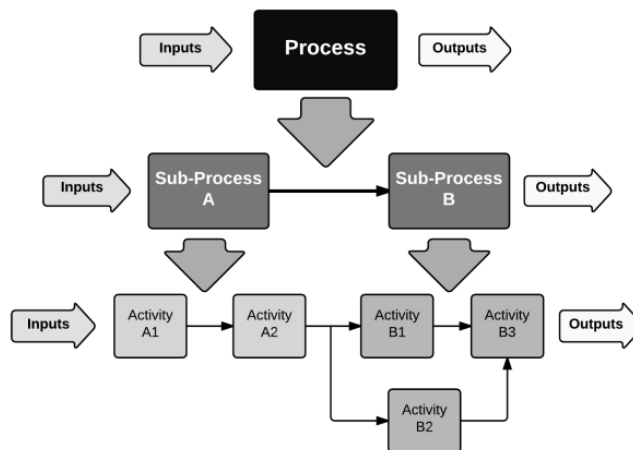 Inputs
Process
Outputs
Inputs
Sub-Process
A
Sub-Process
B
Outputs
Inputs
Activity
A1
Activity
A2
Activity
B1
Activity
B3
Outputs
Activity
B2